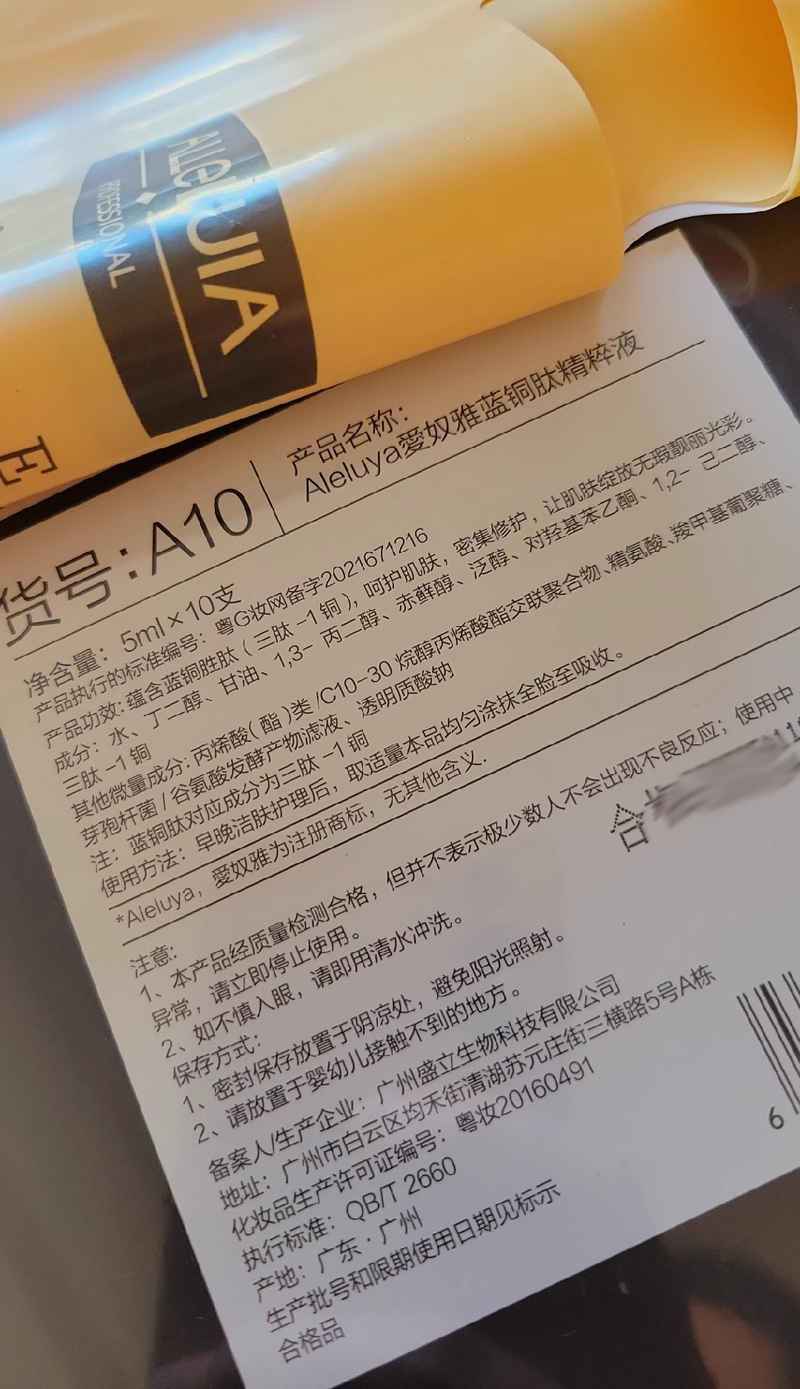 ALeLUIA
PROFESSIONAL
E
货号：A10
产品名称：
Aleluya愛奴雅蓝铜肽精粹液
净含量：5ml×10支
产品执行的标准编号：粤G妆网备字2021671216
产品功效：蕴含蓝铜胜肽（三肽-1铜），呵护肌肤，密集修护，让肌肤绽放无瑕靓丽光彩。
成分：水、丁二醇、甘油、1,3-丙二醇、赤藓醇、泛醇、对羟基苯乙酮、1,2-己二醇、
三肽-1铜
其他微量成分：丙烯酸（酯）类/C10-30烷醇丙烯酸酯交联聚合物、精氨酸、羧甲基葡聚糖、
芽孢杆菌/谷氨酸发酵产物滤液、透明质酸钠
注：蓝铜肽对应成分为三肽-1铜
使用方法：早晚洁肤护理后，取适量本品均匀涂抹全脸至吸收。
*Aleluya，愛奴雅为注册商标，无其他含义.
合
注意：
1、本产品经质量检测合格，但并不表示极少数人不会出现不良反应；使用中
异常，请立即停止使用。
2、如不慎入眼，请即用清水冲洗。
保存方式：
1、密封保存放置于阴凉处，避免阳光照射。
2、请放置于婴幼儿接触不到的地方。
备案人/生产企业：广州盛立生物科技有限公司
地址：广州市白云区均禾街清湖苏元庄街三横路5号A栋
化妆品生产许可证编号：粤妆20160491
执行标准：QB/T 2660
产地：广东·广州
生产批号和限期使用日期见标示
合格品
6